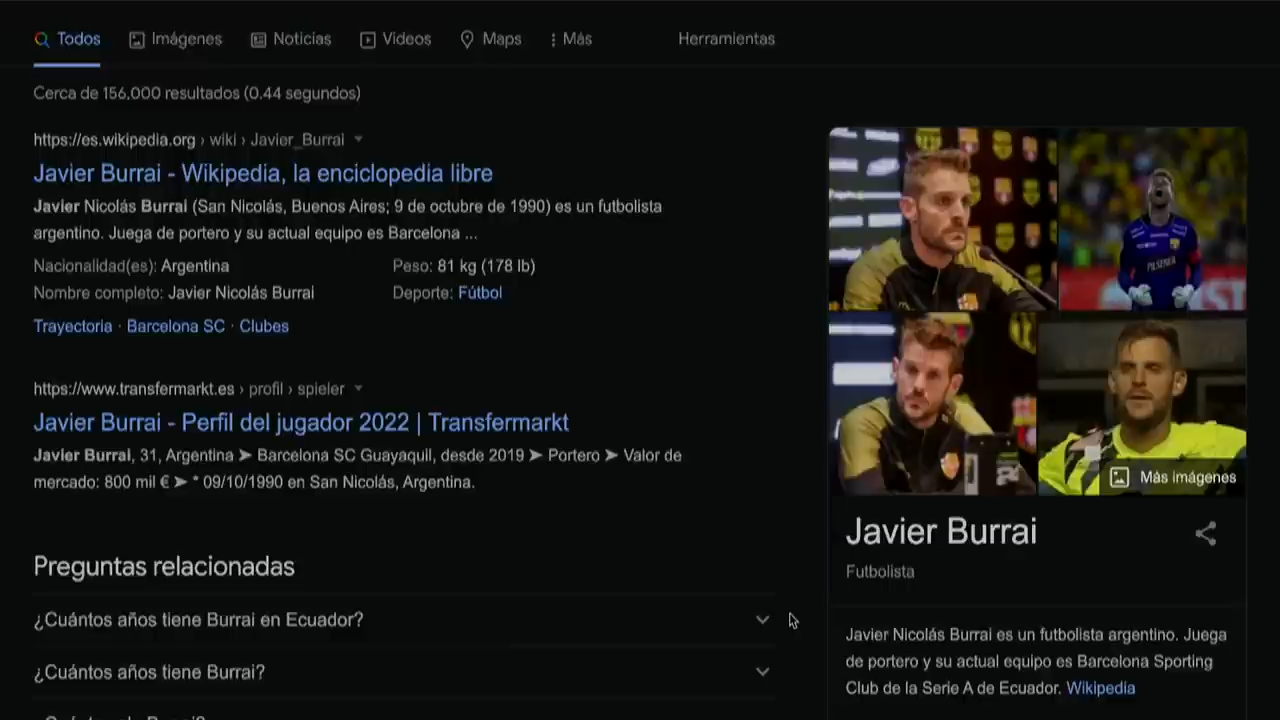 Todos Imágenes Noticias Videos Maps Más Herramientas
Cerca de 156,000 resultados (0.44 segundos)
https://es.wikipedia.org › wiki › Javier_Burrai
Javier Burrai - Wikipedia, la enciclopedia libre
Javier Nicolás Burrai (San Nicolás, Buenos Aires; 9 de octubre de 1990) es un futbolista
argentino. Juega de portero y su actual equipo es Barcelona ...
Nacionalidad(es): Argentina Peso: 81 kg (178 lb)
Nombre completo: Javier Nicolás Burrai Deporte: Fútbol
Trayectoria · Barcelona SC · Clubes
https://www.transfermarkt.es › profil › spieler
Javier Burrai - Perfil del jugador 2022 | Transfermarkt
Javier Burrai, 31, Argentina ➤ Barcelona SC Guayaquil, desde 2019 ➤ Portero ➤ Valor de
mercado: 800 mil € ➤ * 09/10/1990 en San Nicolás, Argentina.
Preguntas relacionadas
¿Cuántos años tiene Burrai en Ecuador?
¿Cuántos años tiene Burrai?
PILSENER
Más imágenes
Javier Burrai
Futbolista
Javier Nicolás Burrai es un futbolista argentino. Juega
de portero y su actual equipo es Barcelona Sporting
Club de la Serie A de Ecuador. Wikipedia